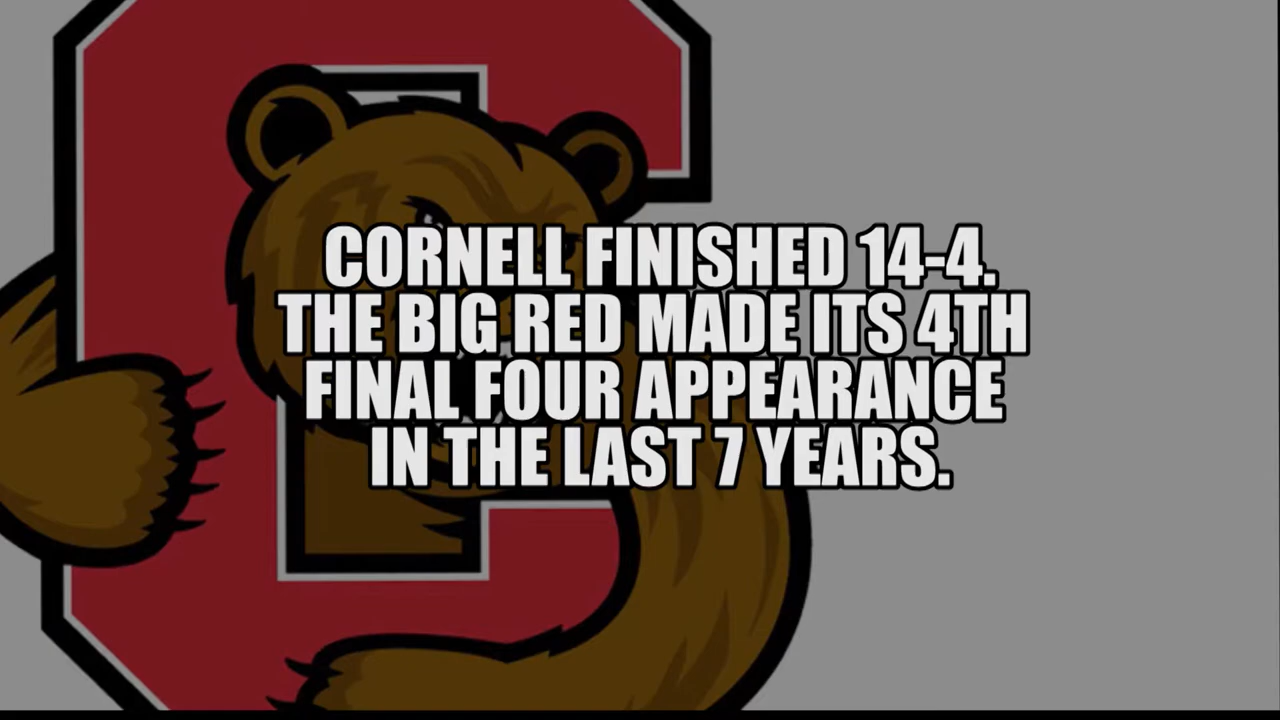 CORNELL FINISHED 14-4.
THE BIG RED MADE ITS 4TH
FINAL FOUR APPEARANCE
IN THE LAST 7 YEARS.